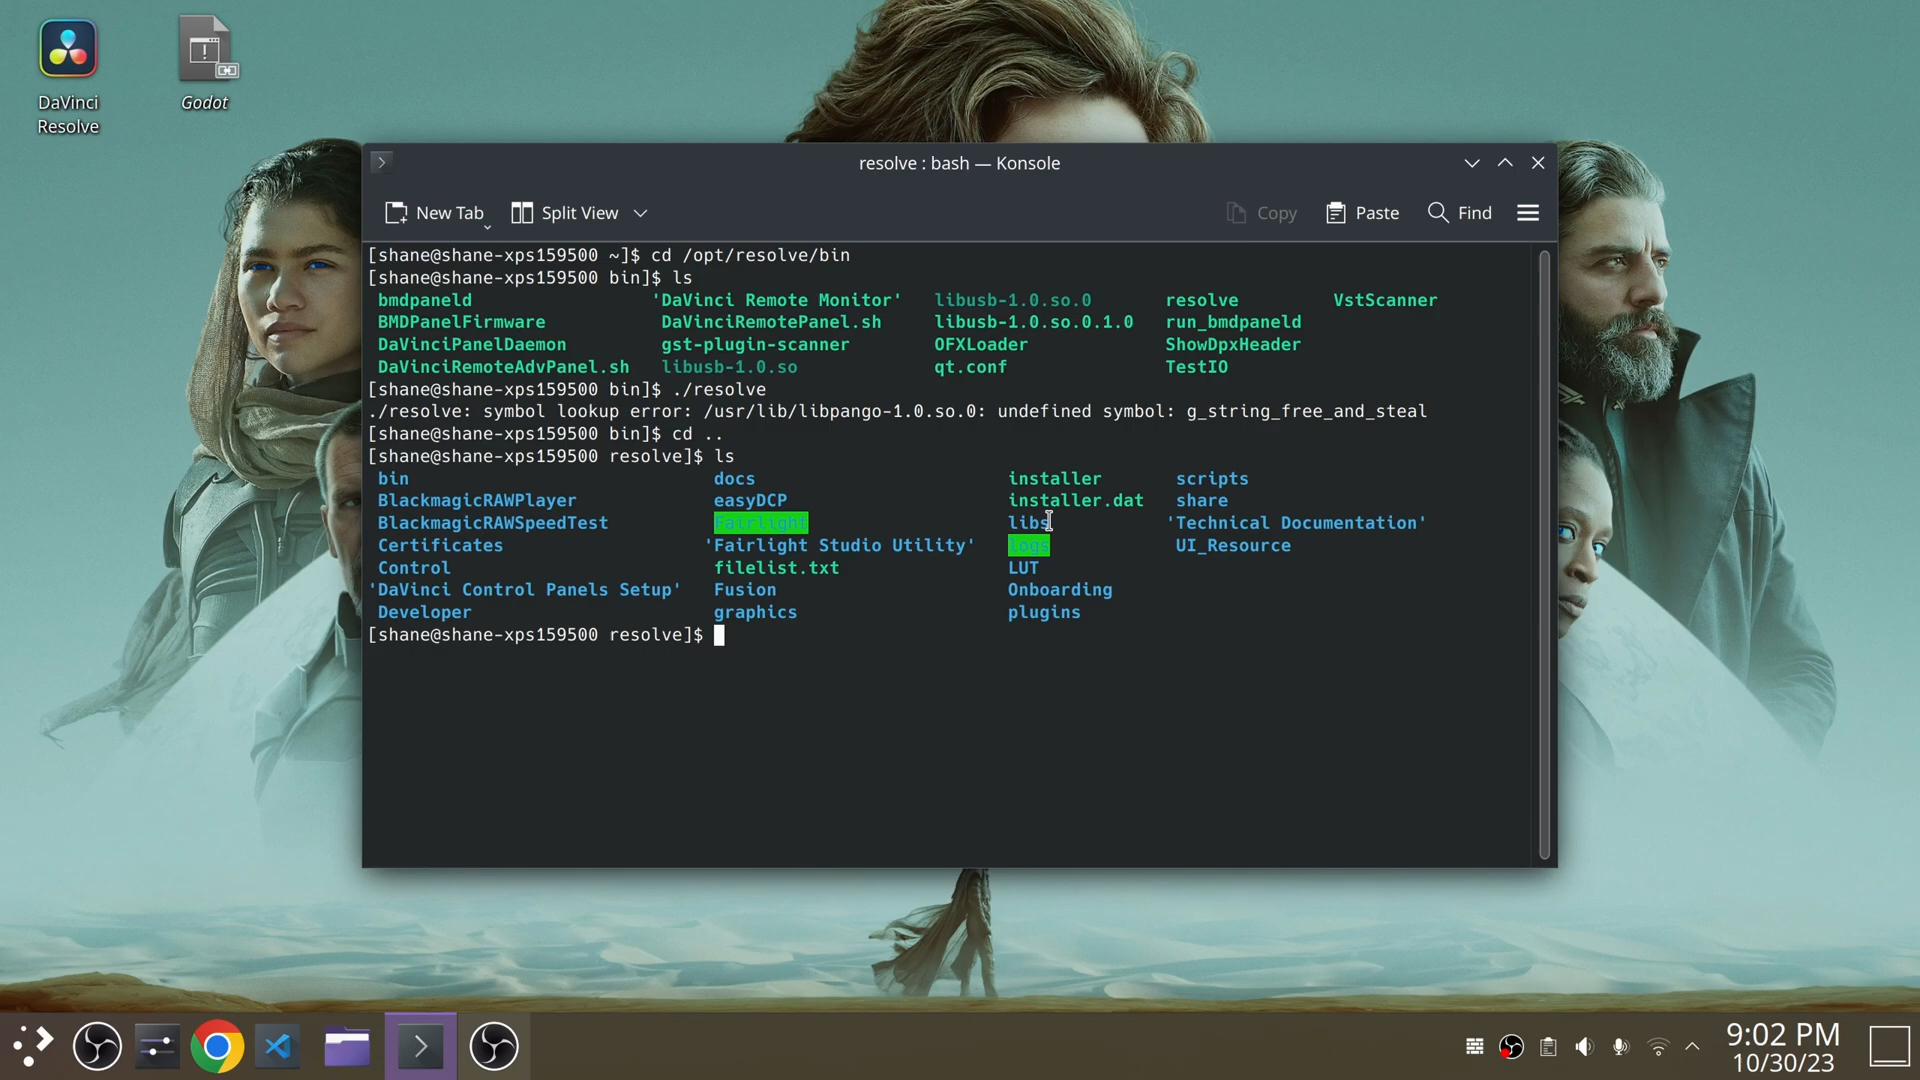 DaVinci
Resolve
Godot
resolve : bash — Konsole
New Tab
Split View
Copy
Paste
Find
[shane@shane-xps159500 ~]$ cd /opt/resolve/bin
[shane@shane-xps159500 bin]$ ls
bmdpaneld 'DaVinci Remote Monitor' libusb-1.0.so.0 resolve VstScanner
BMDPanelFirmware DaVinciRemotePanel.sh libusb-1.0.so.0.1.0 run_bmdpaneld
DaVinciPanelDaemon gst-plugin-scanner OFXLoader ShowDpxHeader
DaVinciRemoteAdvPanel.sh libusb-1.0.so qt.conf TestIO
[shane@shane-xps159500 bin]$ ./resolve
./resolve: symbol lookup error: /usr/lib/libpango-1.0.so.0: undefined symbol: g_string_free_and_steal
[shane@shane-xps159500 bin]$ cd ..
[shane@shane-xps159500 resolve]$ ls
bin docs installer scripts
BlackmagicRAWPlayer easyDCP installer.dat share
BlackmagicRAWSpeedTest Fairlight libs 'Technical Documentation'
Certificates 'Fairlight Studio Utility' logs UI_Resource
Control filelist.txt LUT
'DaVinci Control Panels Setup' Fusion Onboarding
Developer graphics plugins
[shane@shane-xps159500 resolve]$
9:02 PM
10/30/23